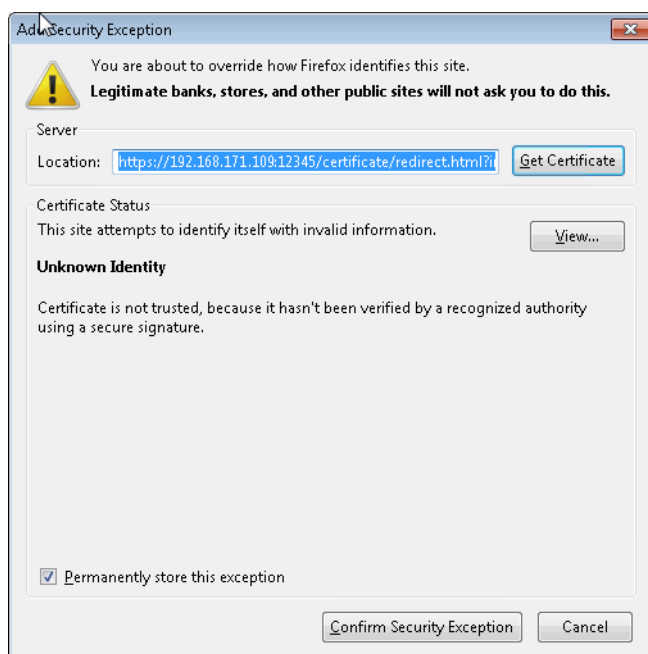 Add Security Exception
You are about to override how Firefox identifies this site.
Legitimate banks, stores, and other public sites will not ask you to do this.
Server
Location: https://192.168.171.109:12345/certificate/redirect.html?i Get Certificate
Certificate Status
This site attempts to identify itself with invalid information. View...
Unknown Identity
Certificate is not trusted, because it hasn't been verified by a recognized authority
using a secure signature.
Permanently store this exception
Confirm Security Exception Cancel